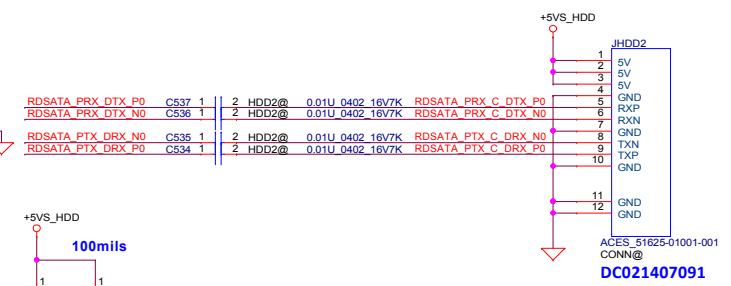 +5VS_HDD
JHDD2
1 5V
2 5V
3 5V
4 GND
RDSATA_PRX_DTX_P0 C537 1 2 HDD2@ 0.01U_0402_16V7K RDSATA_PRX_C_DTX_P0 5 RXP
RDSATA_PRX_DTX_N0 C536 1 2 HDD2@ 0.01U_0402_16V7K RDSATA_PRX_C_DTX_N0 6 RXN
7 GND
RDSATA_PTX_DRX_N0 C535 1 2 HDD2@ 0.01U_0402_16V7K RDSATA_PTX_C_DRX_N0 8 TXN
RDSATA_PTX_DRX_P0 C534 1 2 HDD2@ 0.01U_0402_16V7K RDSATA_PTX_C_DRX_P0 9 TXP
10 GND
11 GND
12 GND
+5VS_HDD
100mils
ACES_51625-01001-001
CONN@
DC021407091
1 1